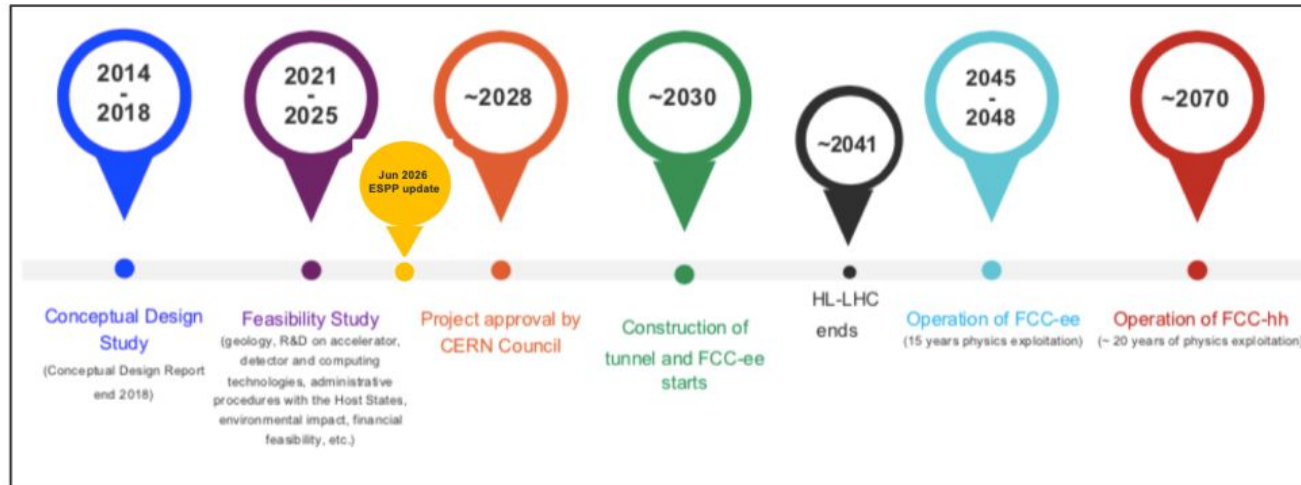 2014
-
2018
2021
-
2025
Jun 2026
ESPP update
~2028
~2030
~2041
2045
-
2048
~2070
Conceptual Design
Study
(Conceptual Design Report
end 2018)
Feasibility Study
(geology, R&D on accelerator,
detector and computing
technologies, administrative
procedures with the Host States,
environmental impact, financial
feasibility, etc.)
Project approval by
CERN Council
Construction of
tunnel and FCC-ee
starts
HL-LHC
ends
Operation of FCC-ee
(15 years physics exploitation)
Operation of FCC-hh
(~ 20 years of physics exploitation)